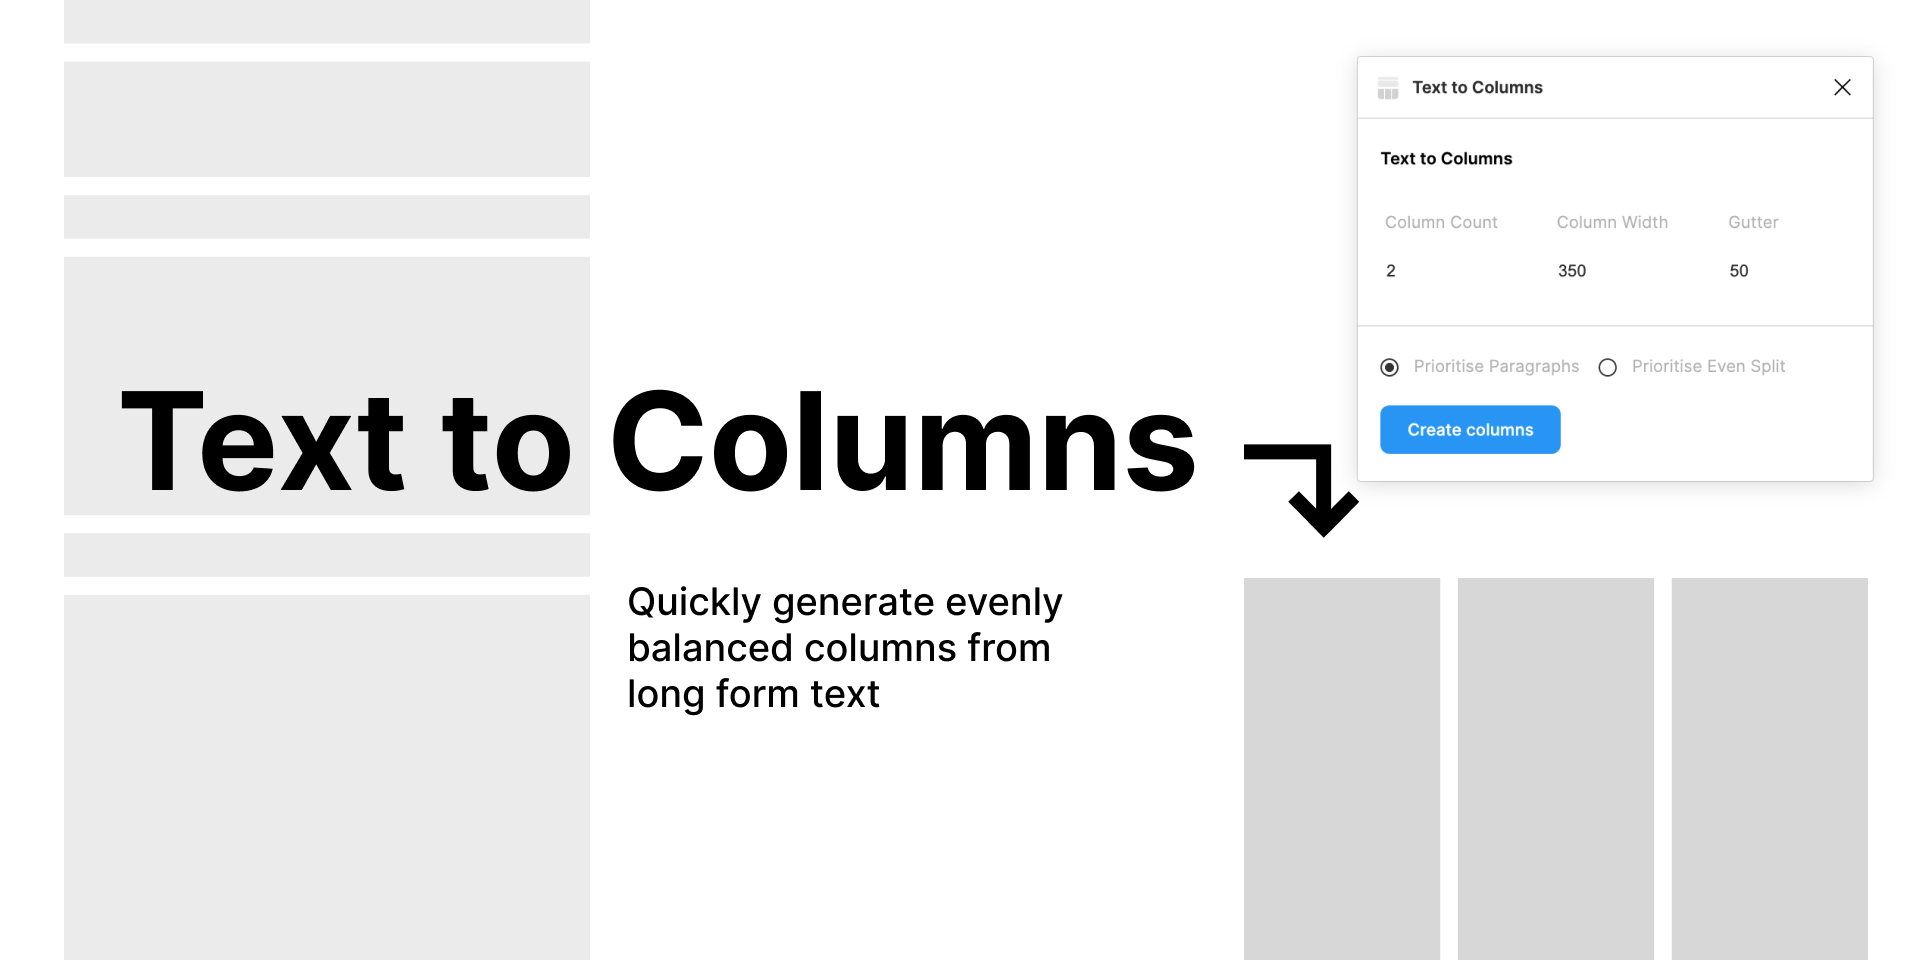 Text to Columns
Quickly generate evenly
balanced columns from
long form text
Text to Columns
Text to Columns
Column Count Column Width Gutter
2 350 50
Prioritise Paragraphs Prioritise Even Split
Create columns